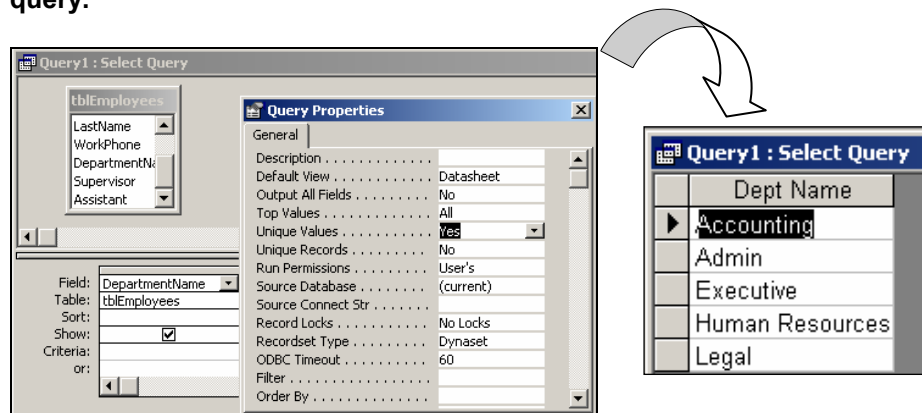 query.
Query1 : Select Query
tblEmployees
LastName
WorkPhone
DepartmentNa
Supervisor
Assistant
Field: DepartmentName
Table: tblEmployees
Sort:
Show:
Criteria:
or:
Query Properties
General
Description . . . . . . . . . . . . .
Default View . . . . . . . . . . . . Datasheet
Output All Fields . . . . . . . . . No
Top Values . . . . . . . . . . . . . All
Unique Values . . . . . . . . . . . Yes
Unique Records . . . . . . . . . . No
Run Permissions . . . . . . . . . User's
Source Database . . . . . . . . (current)
Source Connect Str . . . . . . .
Record Locks . . . . . . . . . . . . No Locks
Recordset Type . . . . . . . . . Dynaset
ODBC Timeout . . . . . . . . . . 60
Filter . . . . . . . . . . . . . . . . . .
Order By . . . . . . . . . . . . . . .
Query1 : Select Query
Dept Name
Accounting
Admin
Executive
Human Resources
Legal